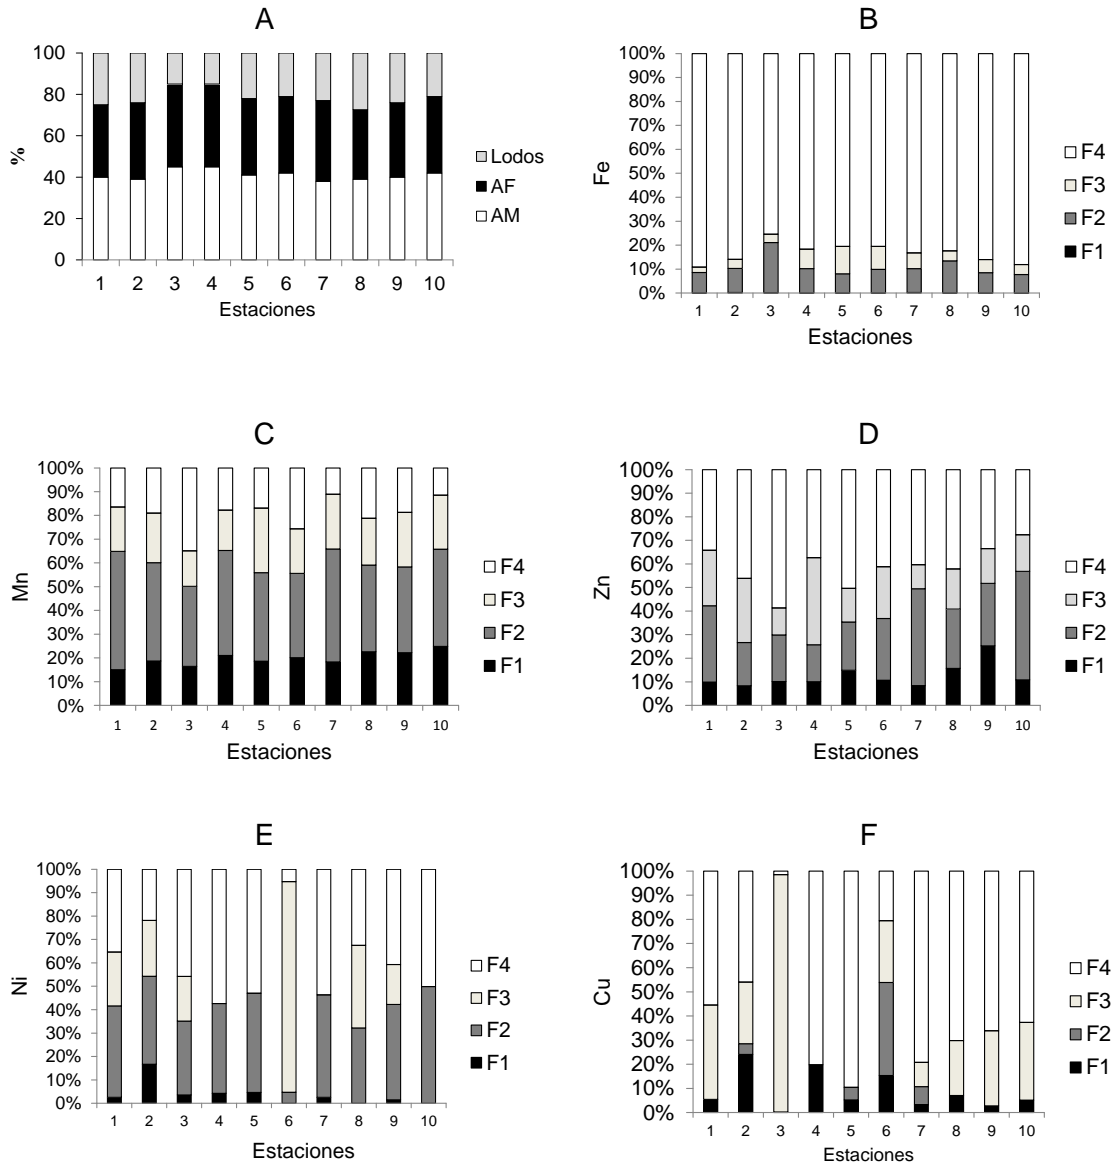 A
100
80
60
40
20
0
%
1 2 3 4 5 6 7 8 9 10
Estaciones
Lodos
AF
AM
B
100%
90%
80%
70%
60%
50%
40%
30%
20%
10%
0%
Fe
1 2 3 4 5 6 7 8 9 10
Estaciones
F4
F3
F2
F1
C
100%
90%
80%
70%
60%
50%
40%
30%
20%
10%
0%
Mn
1 2 3 4 5 6 7 8 9 10
Estaciones
F4
F3
F2
F1
D
100%
90%
80%
70%
60%
50%
40%
30%
20%
10%
0%
Zn
1 2 3 4 5 6 7 8 9 10
Estaciones
F4
F3
F2
F1
E
100%
90%
80%
70%
60%
50%
40%
30%
20%
10%
0%
Ni
1 2 3 4 5 6 7 8 9 10
Estaciones
F4
F3
F2
F1
F
100%
90%
80%
70%
60%
50%
40%
30%
20%
10%
0%
Cu
1 2 3 4 5 6 7 8 9 10
Estaciones
F4
F3
F2
F1